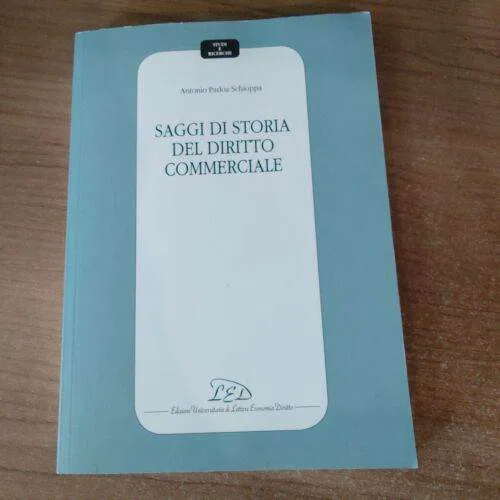 STUDI
E
RICERCHE
Antonio Padoa Schioppa
SAGGI DI STORIA
DEL DIRITTO
COMMERCIALE
LED
Edizioni Universitarie di Lettere Economia Diritto